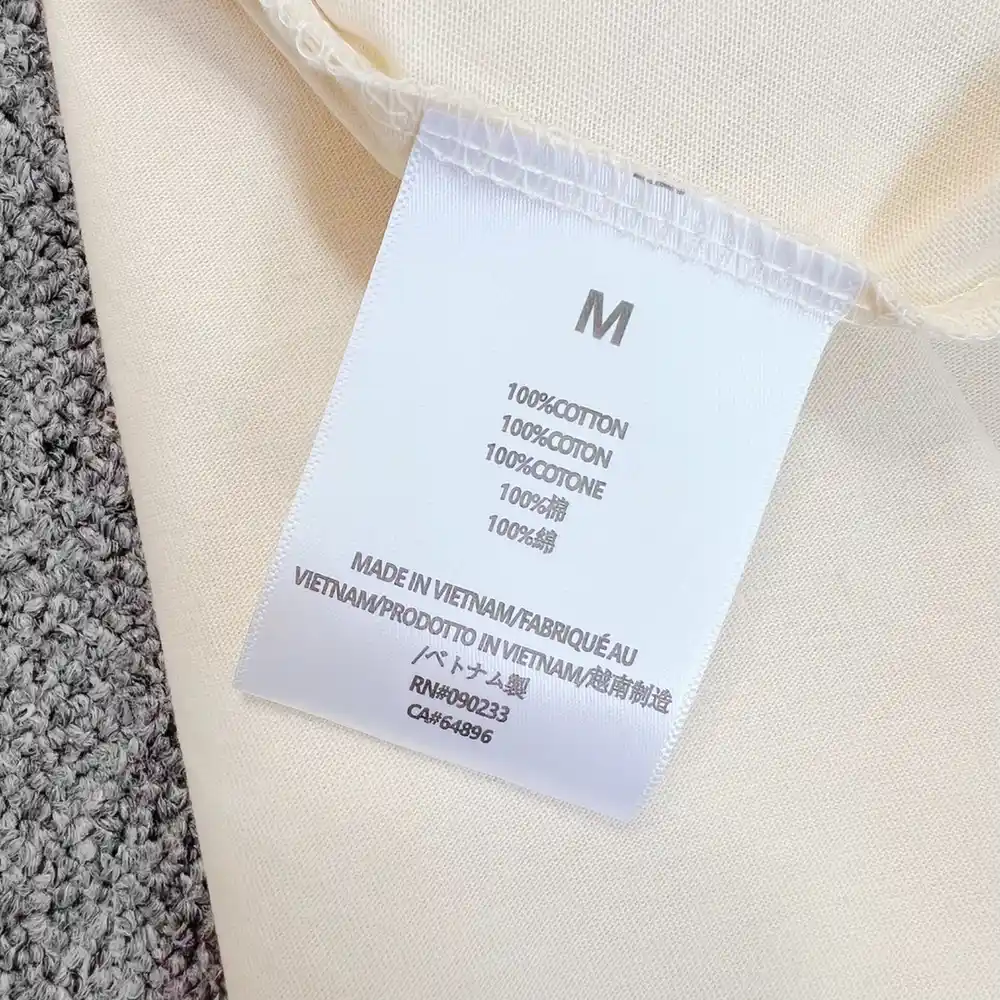 M
100%COTTON
100%COTON
100%COTONE
100%棉
100%綿
MADE IN VIETNAM/FABRIQUÉ AU
VIETNAM/PRODOTTO IN VIETNAM/越南制造
/ベトナム製
RN#090233
CA#64896